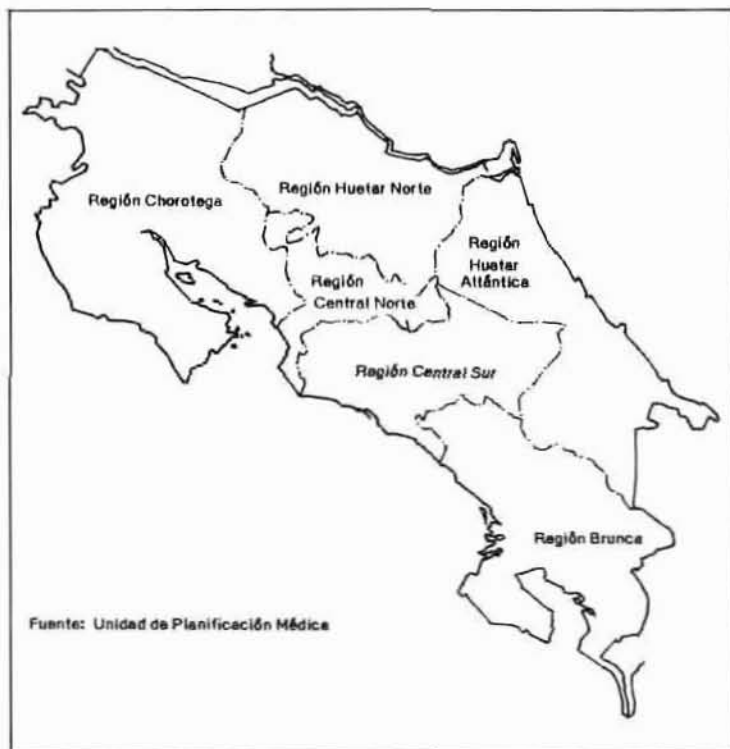 Región Chorotega
Región Huetar Norte
Región
Huetar
Atlántica
Región
Central Norte
Región Central Sur
Región Brunca
Fuente: Unidad de Planificación Médica